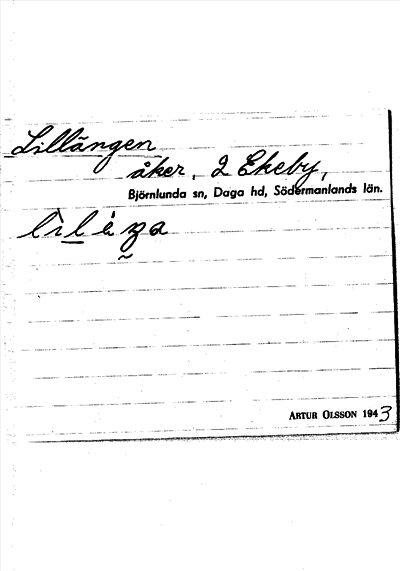 Lillängen
åker, 2 Ekeby,
Björnlunda sn, Daga hd, Södermanlands län.
ARTUR OLSSON 1943